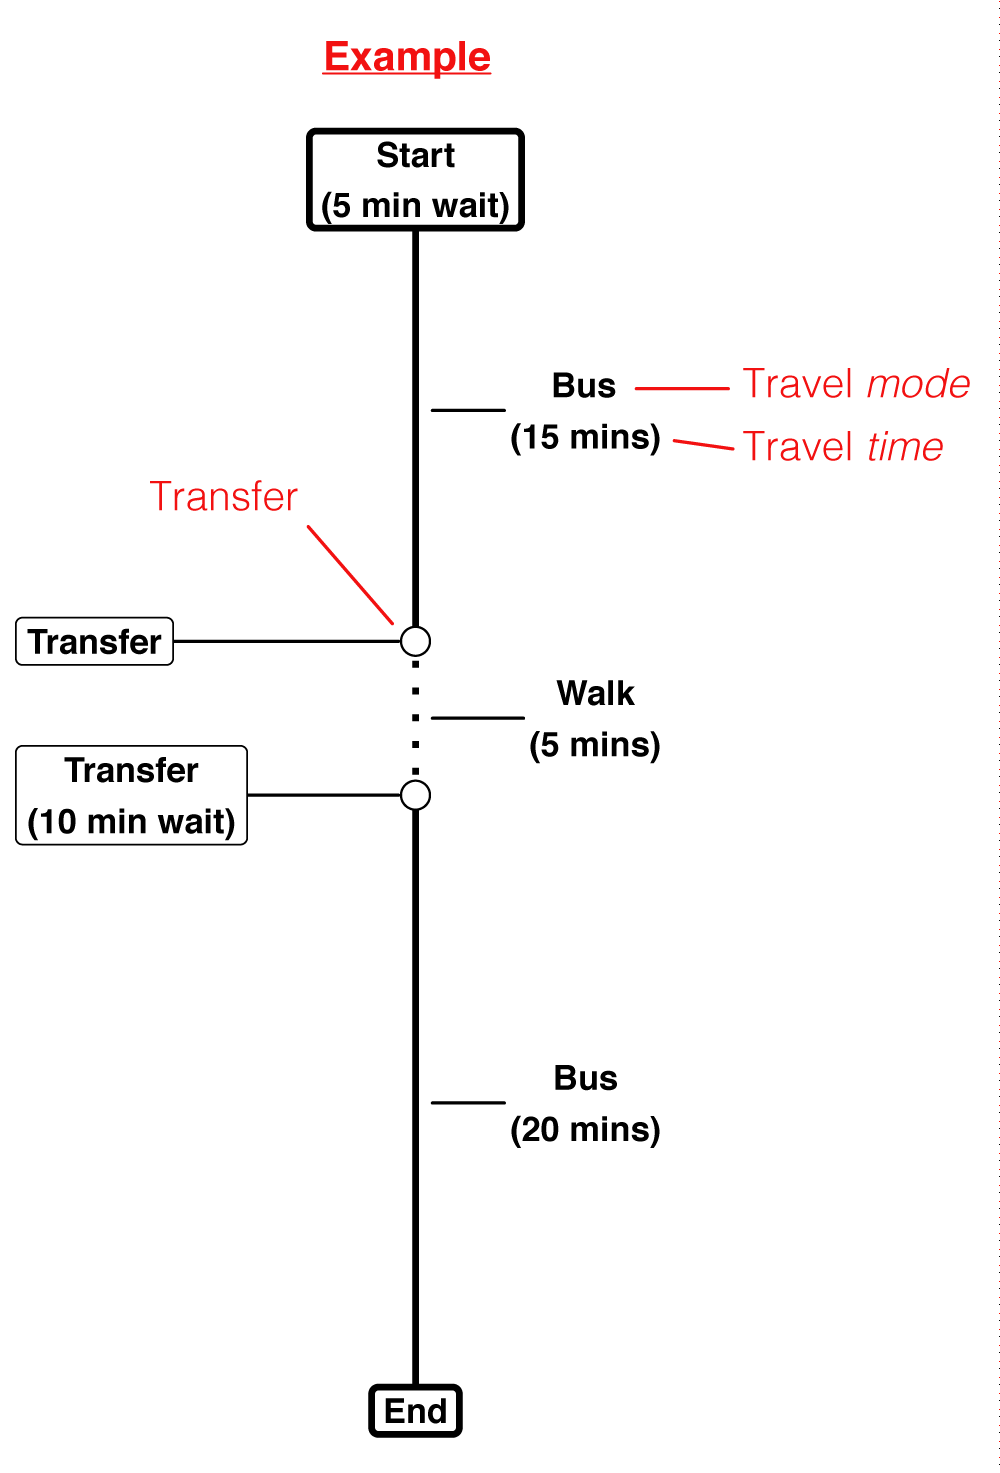 Example
Start
(5 min wait)
Bus
(15 mins)
Travel mode
Travel time
Transfer
Transfer
Walk
(5 mins)
Transfer
(10 min wait)
Bus
(20 mins)
End